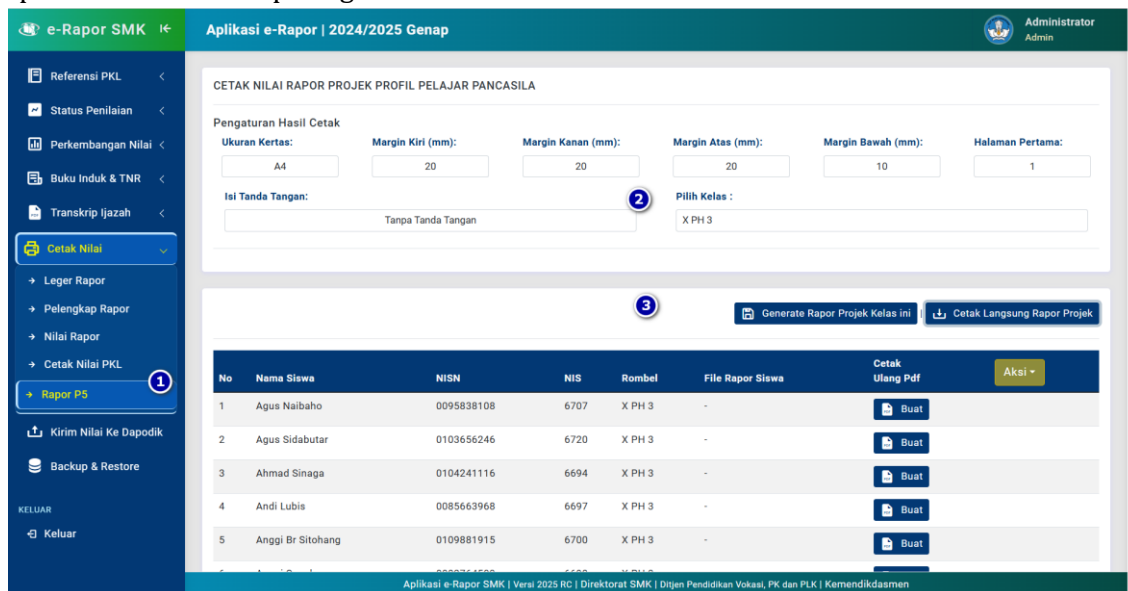 e-Rapor SMK
Aplikasi e-Rapor | 2024/2025 Genap
Administrator
Admin
Referensi PKL
Status Penilaian
Perkembangan Nilai
Buku Induk & TNR
Transkrip Ijazah
Cetak Nilai
Leger Rapor
Pelengkap Rapor
Nilai Rapor
Cetak Nilai PKL
1
Rapor P5
Kirim Nilai Ke Dapodik
Backup & Restore
KELUAR
Keluar
CETAK NILAI RAPOR PROJEK PROFIL PELAJAR PANCASILA
Pengaturan Hasil Cetak
Ukuran Kertas: Margin Kiri (mm): Margin Kanan (mm): Margin Atas (mm): Margin Bawah (mm): Halaman Pertama:
A4 20 20 20 10 1
Isi Tanda Tangan: 2 Pilih Kelas :
Tanpa Tanda Tangan X PH 3
3 Generate Rapor Projek Kelas ini | Cetak Langsung Rapor Projek
No Nama Siswa NISN NIS Rombel File Rapor Siswa Cetak Ulang Pdf Aksi
1 Agus Naibaho 0095838108 6707 X PH 3 - Buat
2 Agus Sidabutar 0103656246 6720 X PH 3 - Buat
3 Ahmad Sinaga 0104241116 6694 X PH 3 - Buat
4 Andi Lubis 0085663968 6697 X PH 3 - Buat
5 Anggi Br Sitohang 0109881915 6700 X PH 3 - Buat
Aplikasi e-Rapor SMK | Versi 2025 RC | Direktorat SMK | Ditjen Pendidikan Vokasi, PK dan PLK | Kemendikdasmen